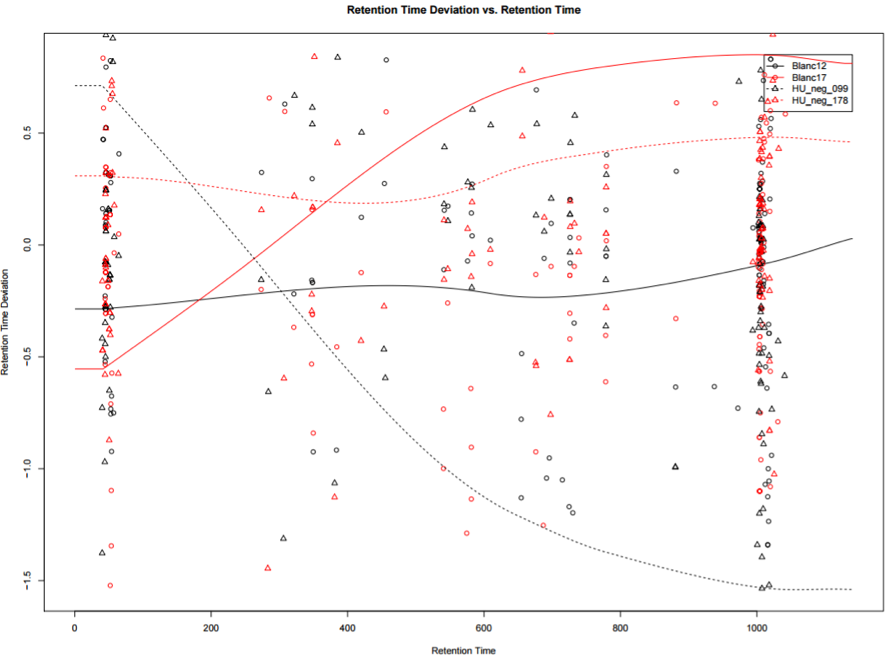 Retention Time Deviation vs. Retention Time
Blanc12
Blanc17
HU_neg_099
HU_neg_178
0.5
0.0
−0.5
−1.0
−1.5
Retention Time Deviation
0
200
400
600
800
1000
Retention Time